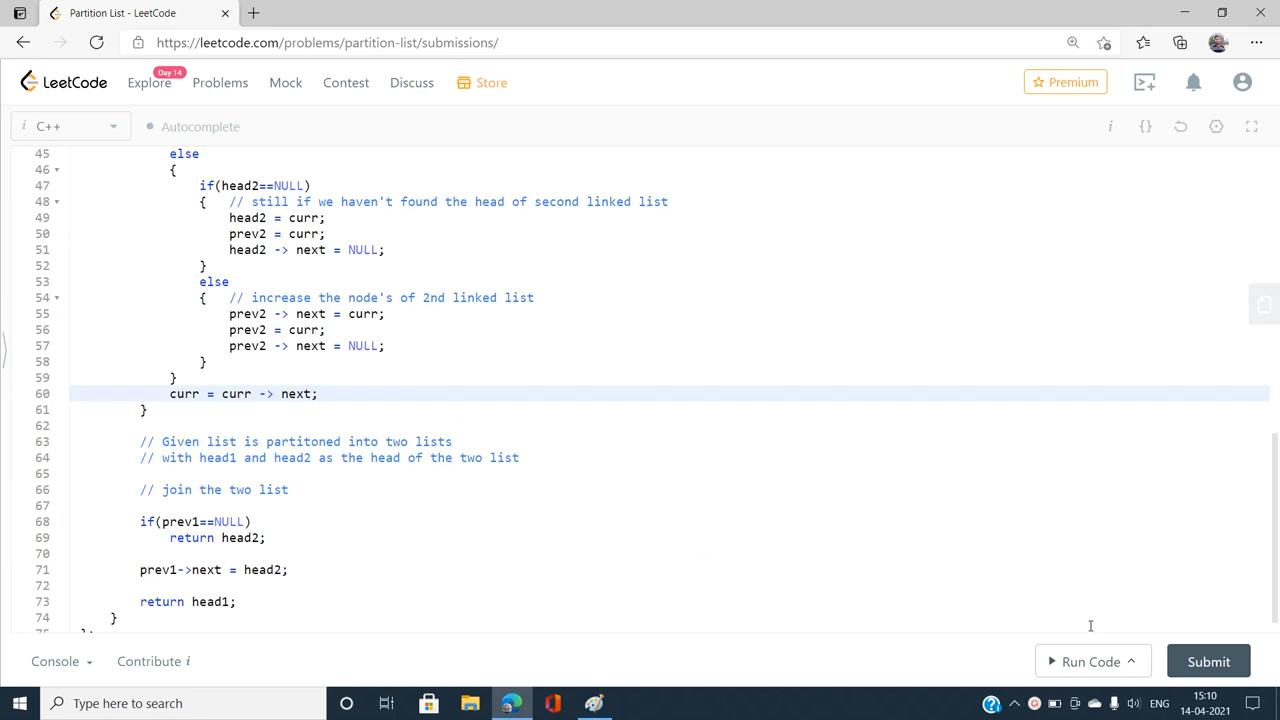 Partition List - LeetCode
https://leetcode.com/problems/partition-list/submissions/
LeetCode
Explore
Day 14
Problems
Mock
Contest
Discuss
Store
Premium
i C++
Autocomplete
i {}
45 else
46 {
47 if(head2==NULL)
48 { // still if we haven't found the head of second linked list
49 head2 = curr;
50 prev2 = curr;
51 head2 -> next = NULL;
52 }
53 else
54 { // increase the node's of 2nd linked list
55 prev2 -> next = curr;
56 prev2 = curr;
57 prev2 -> next = NULL;
58 }
59 }
60 curr = curr -> next;
61 }
62
63 // Given list is partitoned into two lists
64 // with head1 and head2 as the head of the two list
65
66 // join the two list
67
68 if(prev1==NULL)
69 return head2;
70
71 prev1->next = head2;
72
73 return head1;
74 }
Console
Contribute i
Run Code
Submit
Type here to search
ENG
15:10
14-04-2021